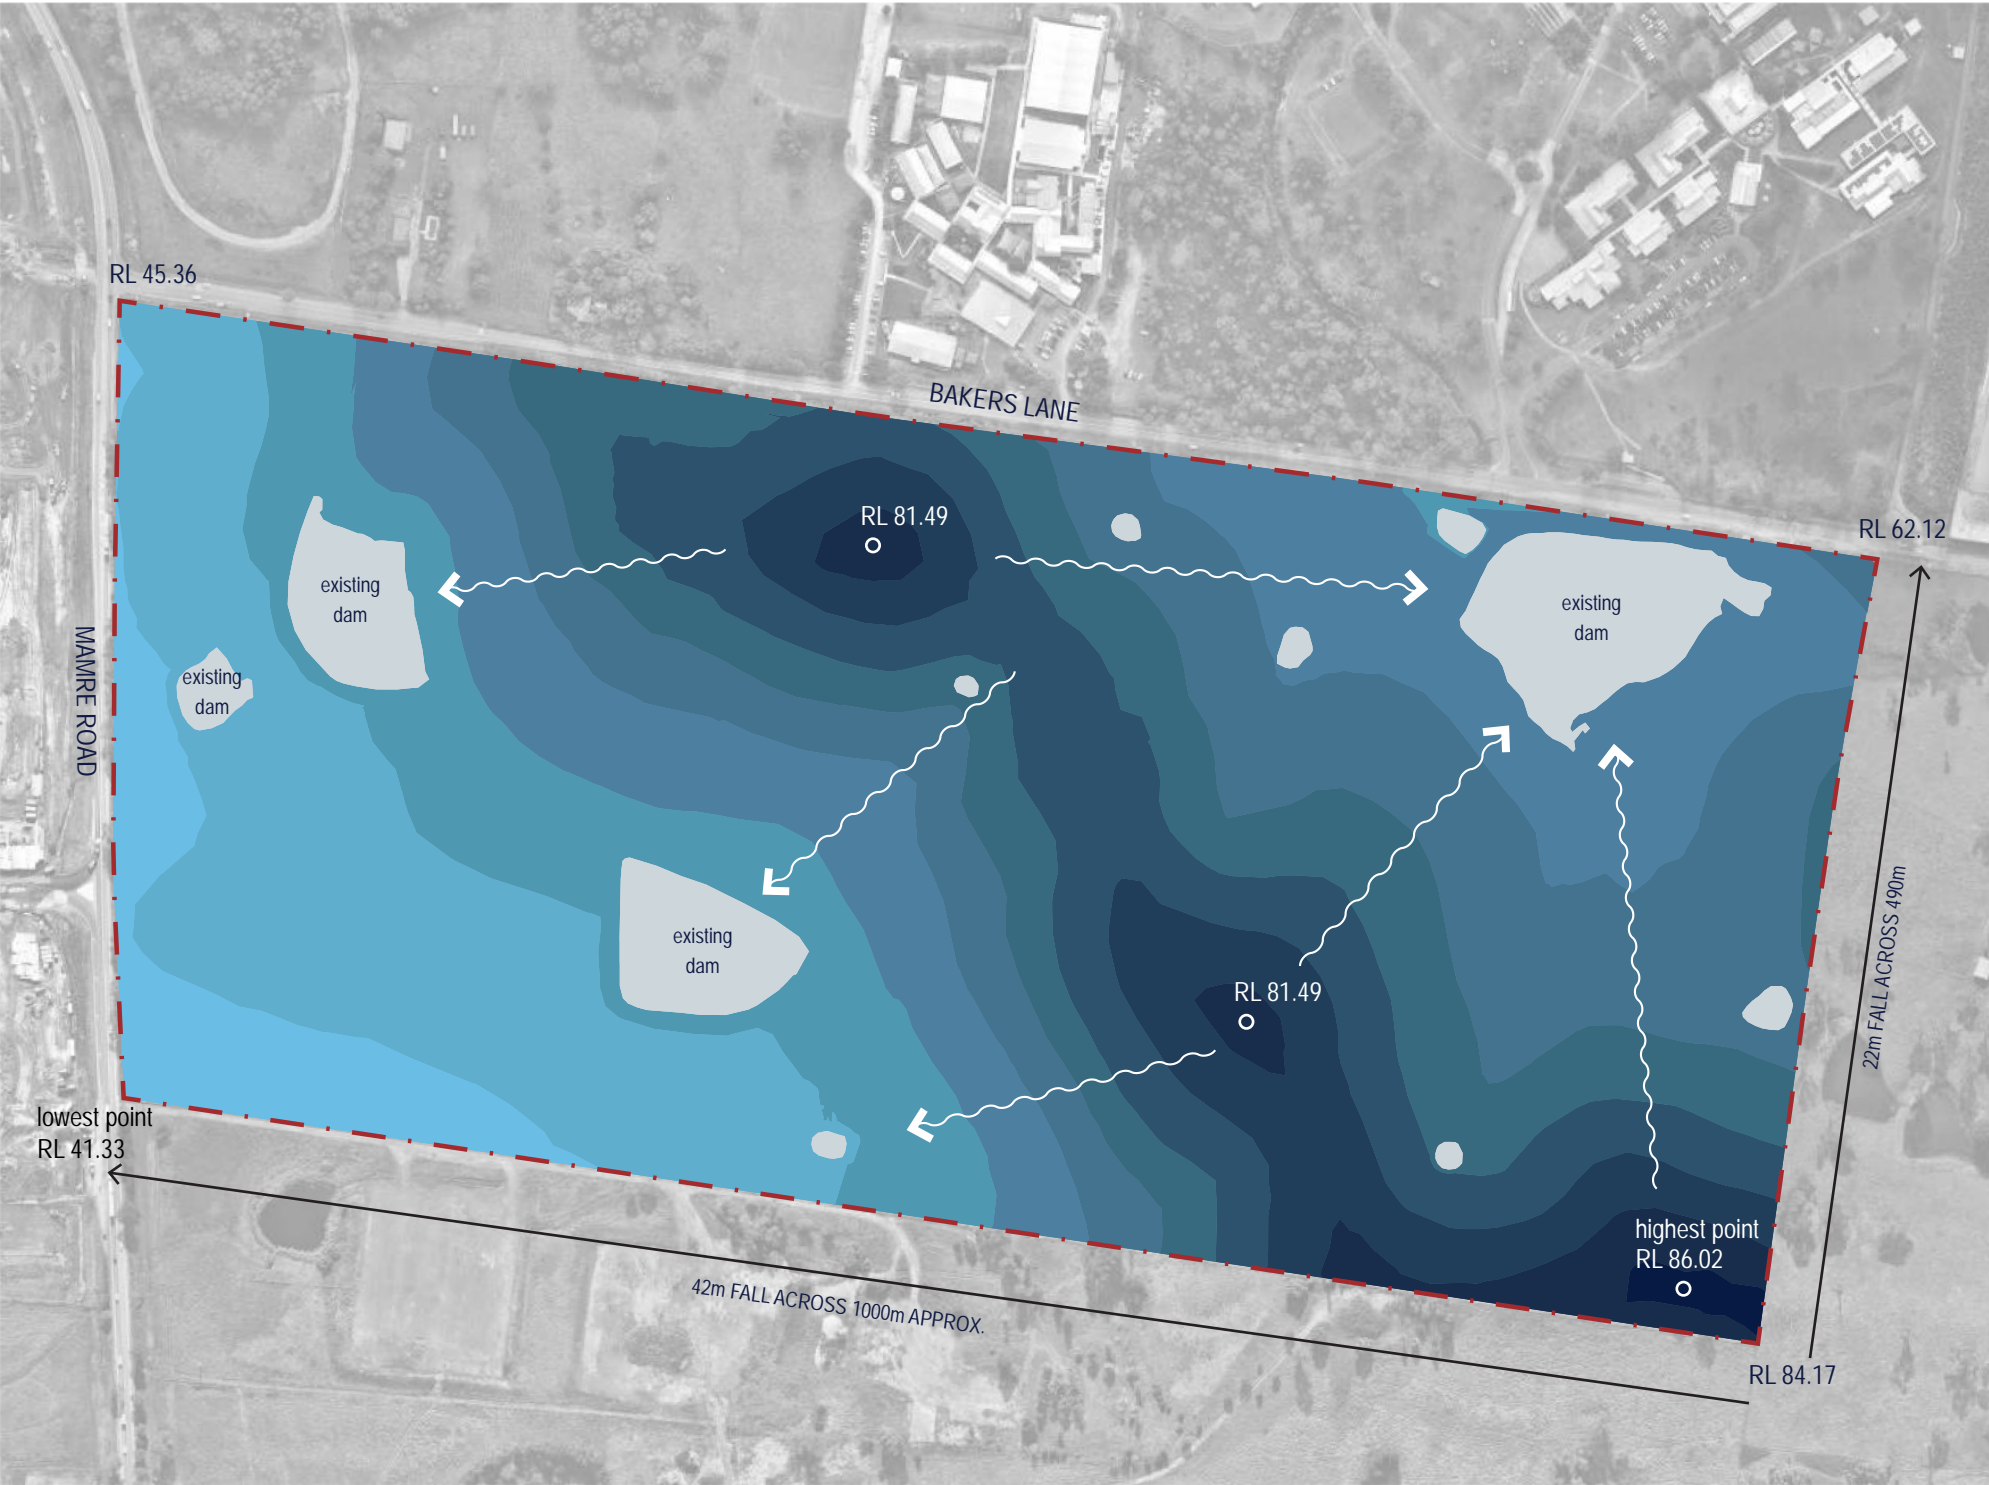 RL 45.36
BAKERS LANE
RL 81.49
RL 62.12
existing
dam
existing
dam
existing
dam
MAMRE ROAD
existing
dam
22m FALL ACROSS 490m
RL 81.49
lowest point
RL 41.33
highest point
RL 86.02
42m FALL ACROSS 1000m APPROX.
RL 84.17